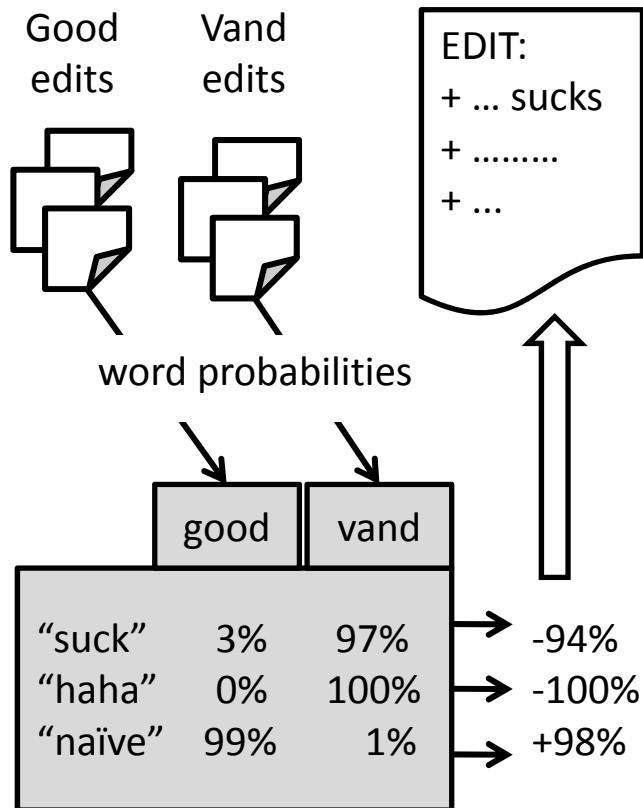 Good edits
Vand edits
EDIT:
+ ... sucks
+ .........
+ ...
word probabilities
good vand
“suck” 3% 97% -94%
“haha” 0% 100% -100%
“naïve” 99% 1% +98%